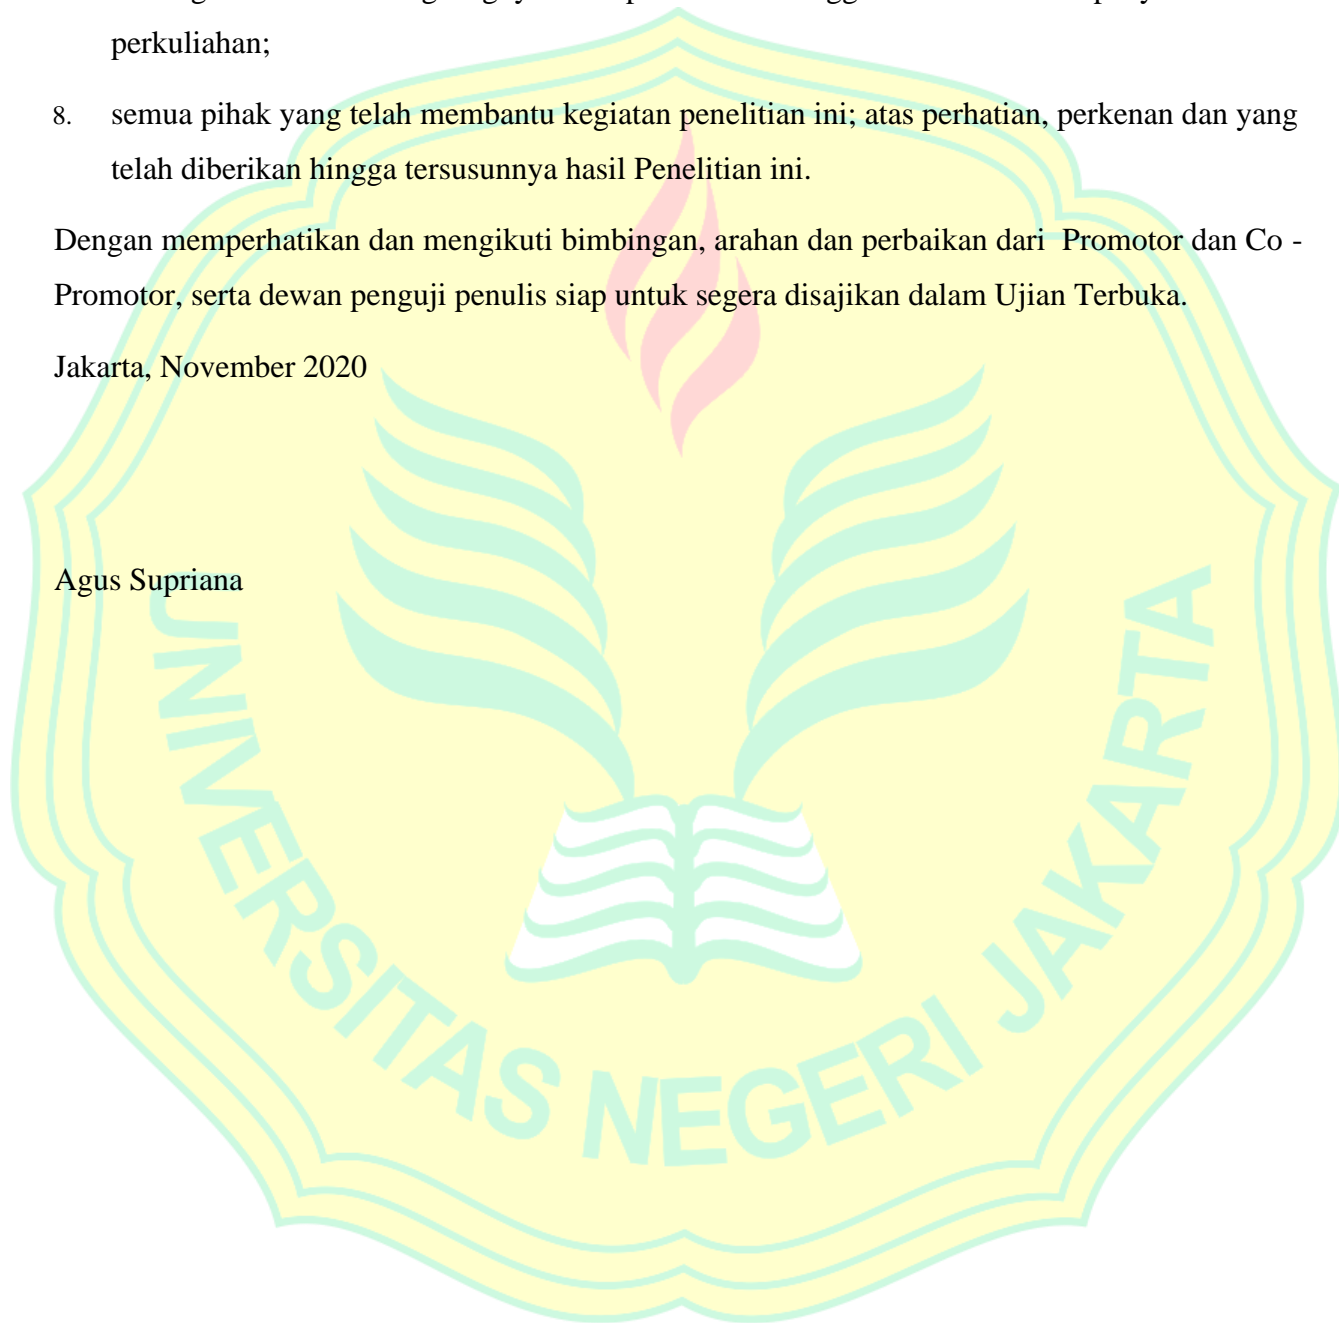 perkuliahan;
8. semua pihak yang telah membantu kegiatan penelitian ini; atas perhatian, perkenan dan yang
telah diberikan hingga tersusunnya hasil Penelitian ini.
Dengan memperhatikan dan mengikuti bimbingan, arahan dan perbaikan dari Promotor dan Co -
Promotor, serta dewan penguji penulis siap untuk segera disajikan dalam Ujian Terbuka.
Jakarta, November 2020
Agus Supriana
UNIVERSITAS NEGERI JAKARTA